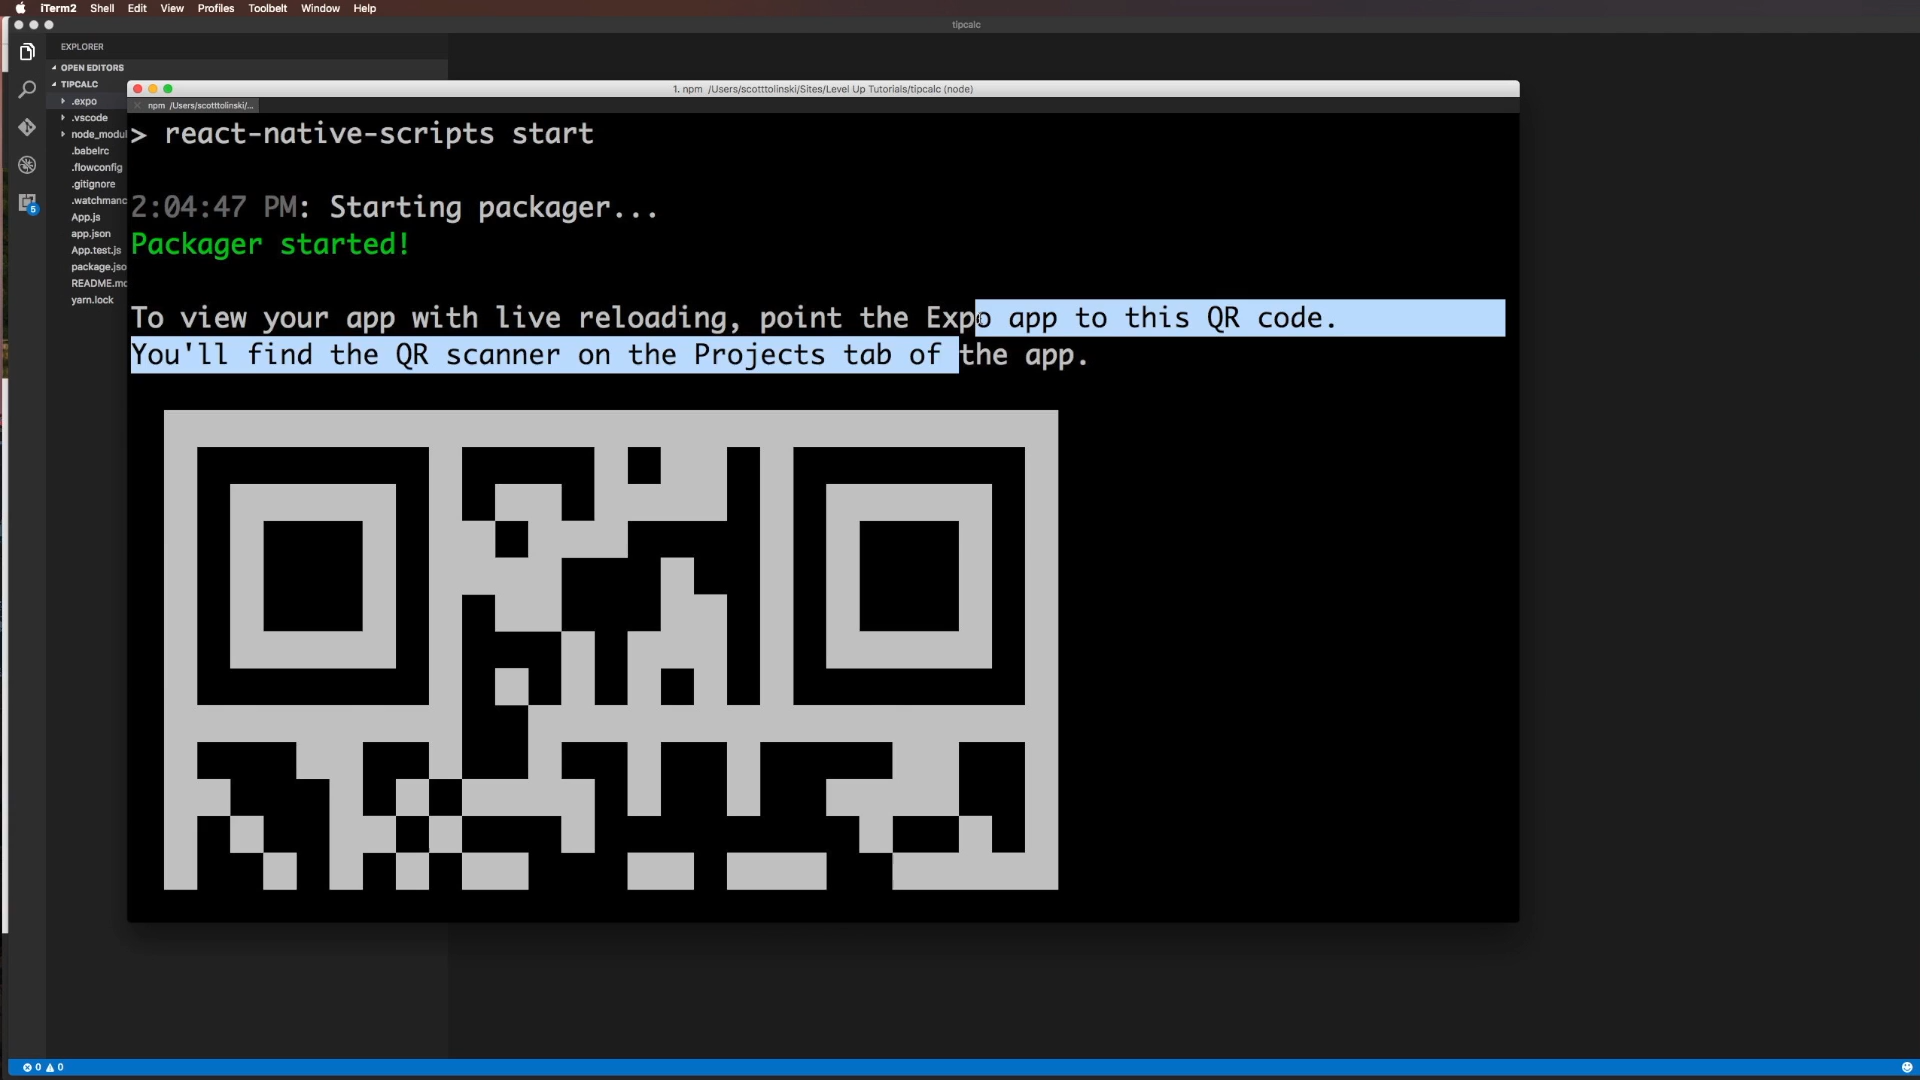 iTerm2 Shell Edit View Profiles Toolbelt Window Help
tipcalc
EXPLORER
OPEN EDITORS
TIPCALC
.expo
.vscode
node_modul
.babelrc
.flowconfig
.gitignore
.watchmanc
App.js
app.json
App.test.js
package.jso
README.mc
yarn.lock
5
1. npm /Users/scotttolinski/Sites/Level Up Tutorials/tipcalc (node)
npm /Users/scotttolinski/...
> react-native-scripts start
2:04:47 PM: Starting packager...
Packager started!
To view your app with live reloading, point the Expo app to this QR code.
You'll find the QR scanner on the Projects tab of the app.
0 0